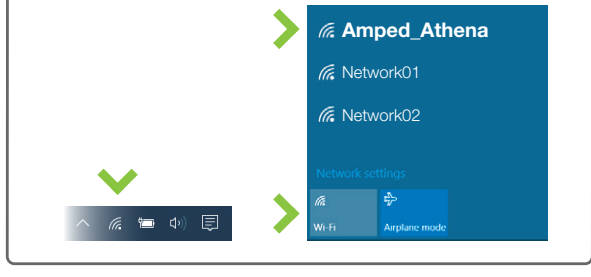 Amped_Athena
Network01
Network02
Network settings
Wi-Fi
Airplane mode